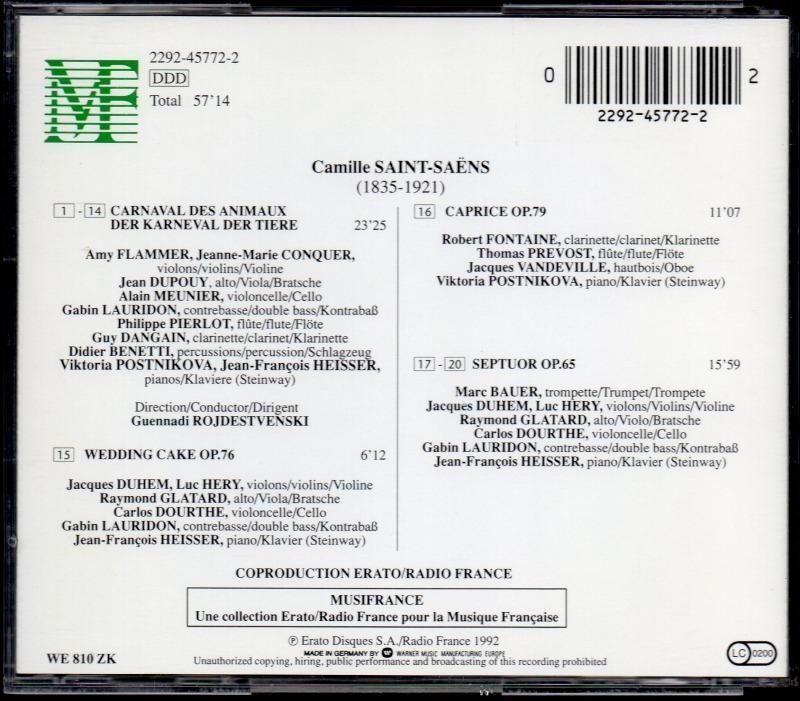 MF
2292-45772-2
DDD
Total 57'14
0 2
2292-45772-2
Camille SAINT-SAËNS
(1835-1921)
1 - 14 CARNAVAL DES ANIMAUX
DER KARNEVAL DER TIERE 23'25
Amy FLAMMER, Jeanne-Marie CONQUER,
violons/violins/Violine
Jean DUPOUY, alto/Viola/Bratsche
Alain MEUNIER, violoncelle/Cello
Gabin LAURIDON, contrebasse/double bass/Kontrabaß
Philippe PIERLOT, flûte/flute/Flöte
Guy DANGAIN, clarinette/clarinet/Klarinette
Didier BENETTI, percussions/percussion/Schlagzeug
Viktoria POSTNIKOVA, Jean-François HEISSER,
pianos/Klaviere (Steinway)
Direction/Conductor/Dirigent
Guennadi ROJDESTVENSKI
15 WEDDING CAKE OP.76 6'12
Jacques DUHEM, Luc HERY, violons/violins/Violine
Raymond GLATARD, alto/Viola/Bratsche
Carlos DOURTHE, violoncelle/Cello
Gabin LAURIDON, contrebasse/double bass/Kontrabaß
Jean-François HEISSER, piano/Klavier (Steinway)
16 CAPRICE OP.79 11'07
Robert FONTAINE, clarinette/clarinet/Klarinette
Thomas PREVOST, flûte/flute/Flöte
Jacques VANDEVILLE, hautbois/Oboe
Viktoria POSTNIKOVA, piano/Klavier (Steinway)
17 - 20 SEPTUOR OP.65 15'59
Marc BAUER, trompette/Trumpet/Trompete
Jacques DUHEM, Luc HERY, violons/Violins/Violine
Raymond GLATARD, alto/Violo/Bratsche
Carlos DOURTHE, violoncelle/Cello
Gabin LAURIDON, contrebasse/double bass/Kontrabaß
Jean-François HEISSER, piano/Klavier (Steinway)
COPRODUCTION ERATO/RADIO FRANCE
MUSIFRANCE
Une collection Erato/Radio France pour la Musique Française
℗ Erato Disques S.A./Radio France 1992
MADE IN GERMANY BY WARNER MUSIC MANUFACTURING EUROPE
Unauthorized copying, hiring, public performance and broadcasting of this recording prohibited
WE 810 ZK
LC 0200